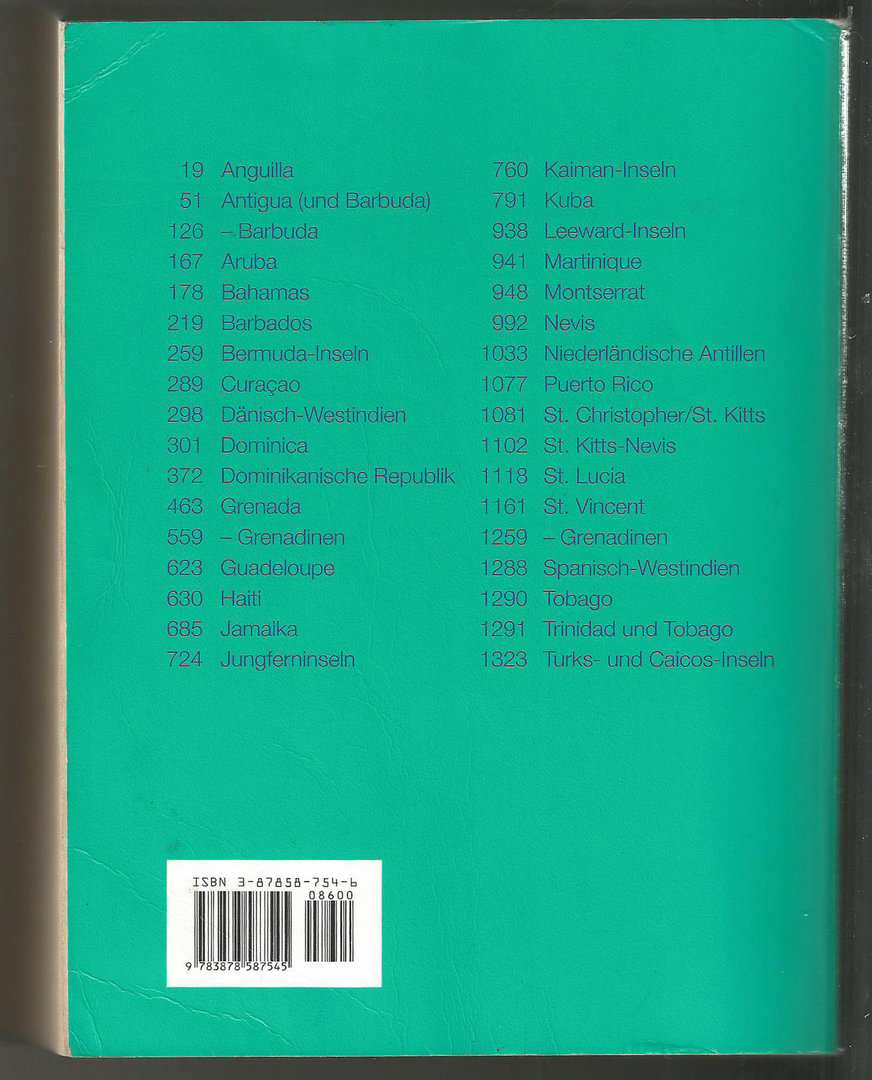 19 Anguilla
51 Antigua (und Barbuda)
126 – Barbuda
167 Aruba
178 Bahamas
219 Barbados
259 Bermuda-Inseln
289 Curaçao
298 Dänisch-Westindien
301 Dominica
372 Dominikanische Republik
463 Grenada
559 – Grenadinen
623 Guadeloupe
630 Haiti
685 Jamaika
724 Jungferninseln
760 Kaiman-Inseln
791 Kuba
938 Leeward-Inseln
941 Martinique
948 Montserrat
992 Nevis
1033 Niederländische Antillen
1077 Puerto Rico
1081 St. Christopher/St. Kitts
1102 St. Kitts-Nevis
1118 St. Lucia
1161 St. Vincent
1259 – Grenadinen
1288 Spanisch-Westindien
1290 Tobago
1291 Trinidad und Tobago
1323 Turks- und Caicos-Inseln
ISBN 3-87858-754-6
08600
9 783878 587545